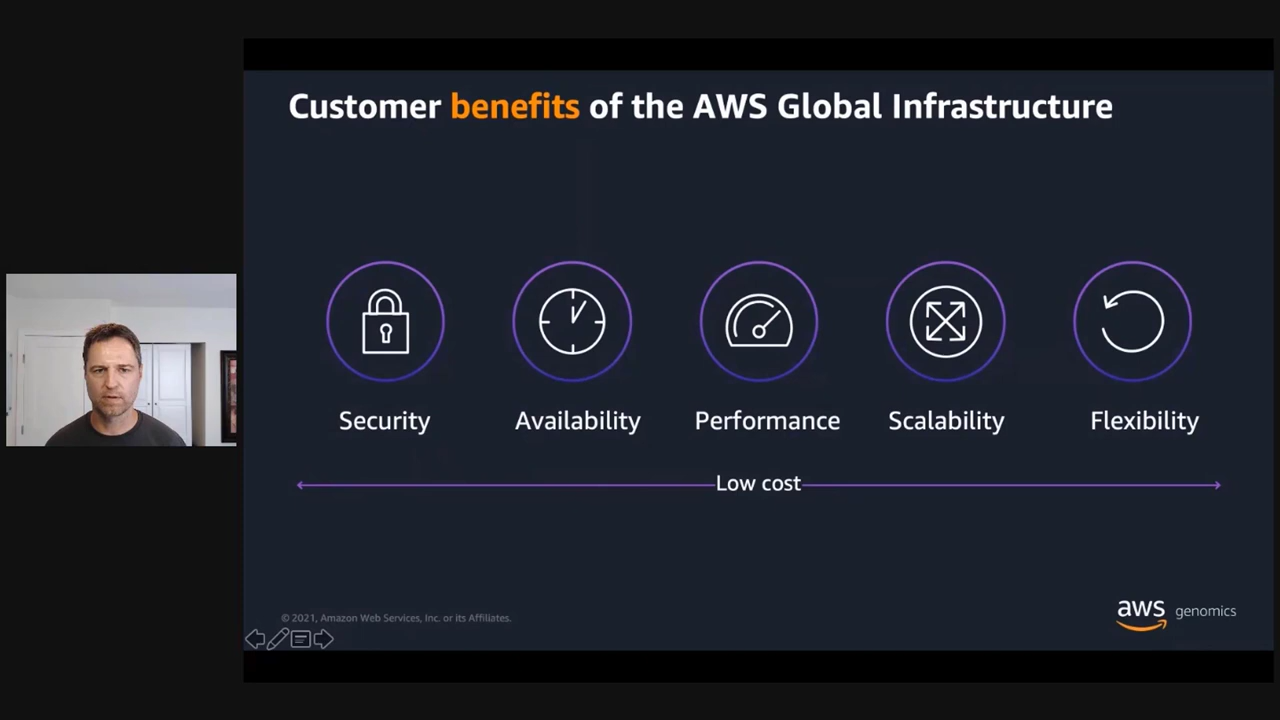 Customer benefits of the AWS Global Infrastructure
Security
Availability
Performance
Scalability
Flexibility
Low cost
© 2021, Amazon Web Services, Inc. or its Affiliates.
aws genomics